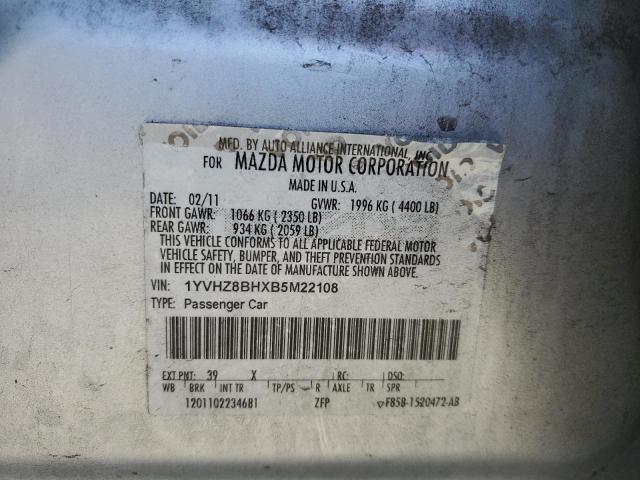 MFD. BY AUTO ALLIANCE INTERNATIONAL, INC.
FOR MAZDA MOTOR CORPORATION
MADE IN U.S.A.
DATE: 02/11 GVWR: 1996 KG ( 4400 LB)
FRONT GAWR: 1066 KG ( 2350 LB)
REAR GAWR: 934 KG ( 2059 LB)
THIS VEHICLE CONFORMS TO ALL APPLICABLE FEDERAL MOTOR
VEHICLE SAFETY, BUMPER, AND THEFT PREVENTION STANDARDS
IN EFFECT ON THE DATE OF MANUFACTURE SHOWN ABOVE.
VIN: 1YVHZ8BHXB5M22108
TYPE: Passenger Car
EXT PNT: 39 X RC: DSO:
WB BRK INT TR TP/PS R AXLE TR SPR
1201102234681 ZFP F85B-1520472-AB